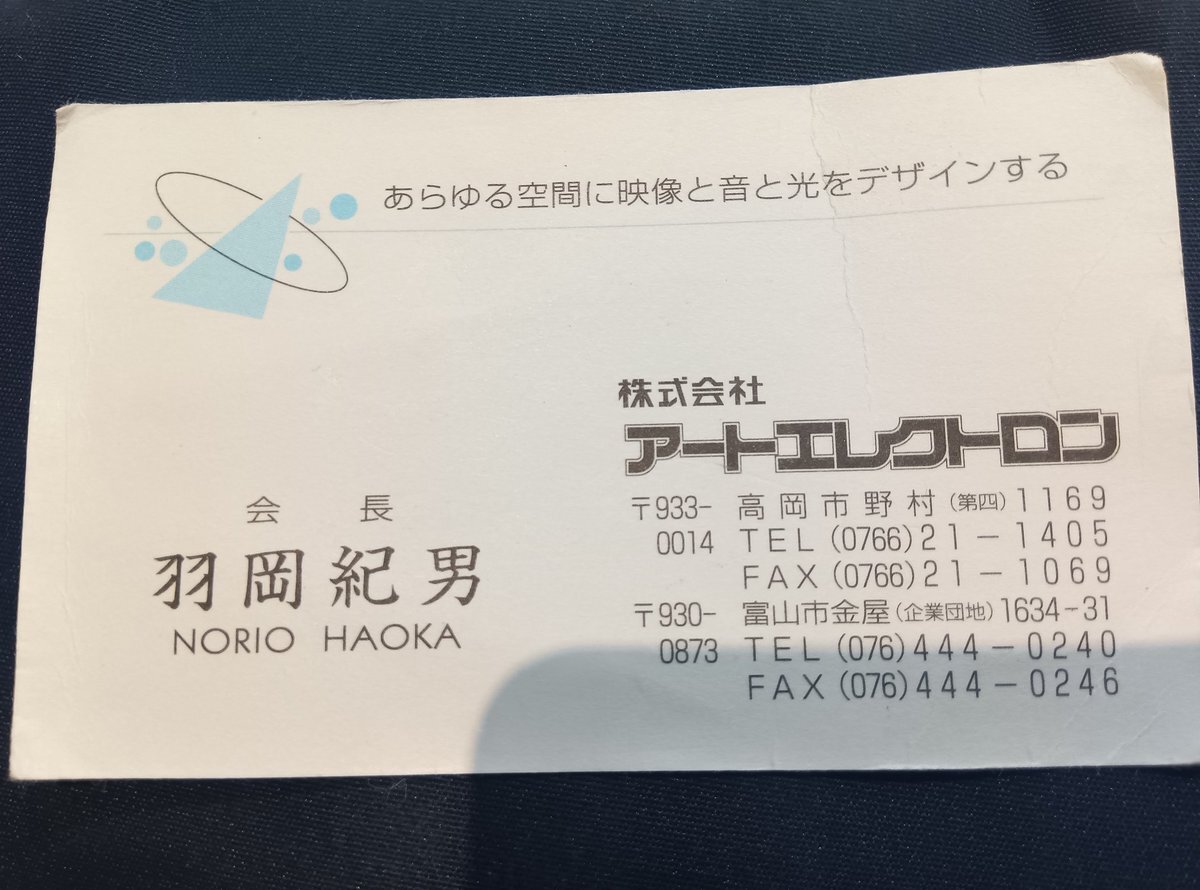 あらゆる空間に映像と音と光をデザインする
株式会社
アートエレクトロン
会長
羽岡紀男
NORIO HAOKA
〒933-0014 高岡市野村(第四)1169
TEL(0766)21-1405
FAX(0766)21-1069
〒930-0873 富山市金屋(企業団地)1634-31
TEL(076)444-0240
FAX(076)444-0246